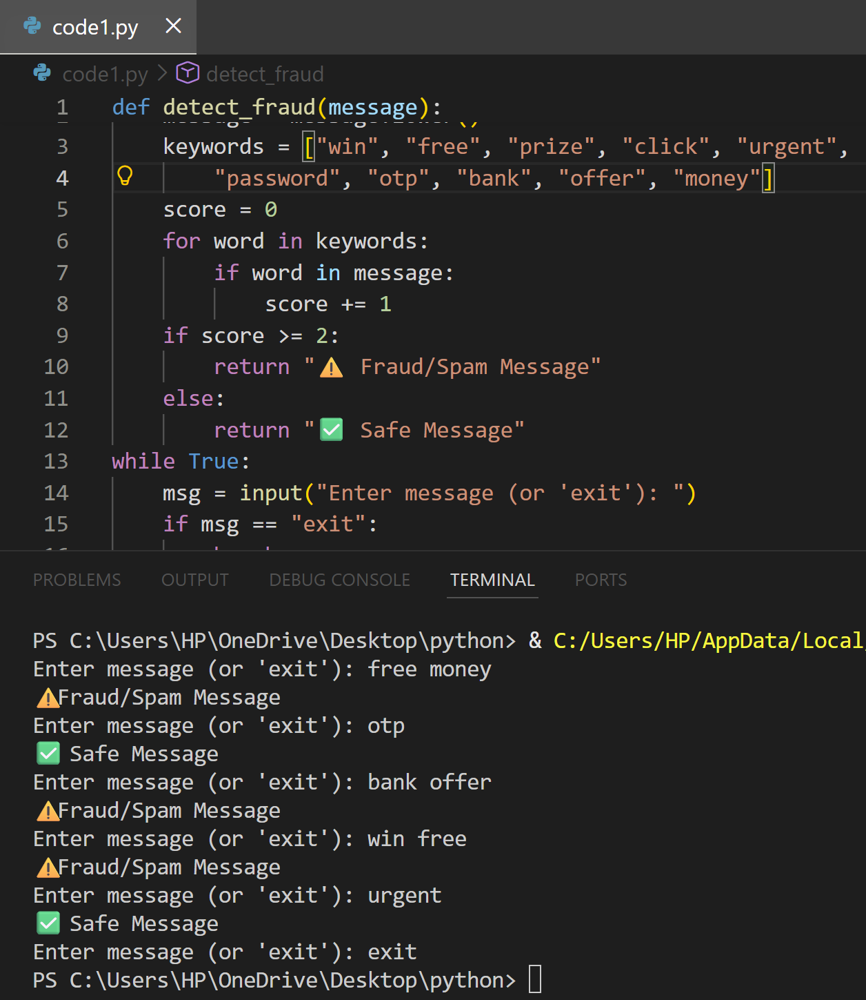 code1.py
code1.py > detect_fraud
1 def detect_fraud(message):
3 keywords = ["win", "free", "prize", "click", "urgent",
4 "password", "otp", "bank", "offer", "money"]
5 score = 0
6 for word in keywords:
7 if word in message:
8 score += 1
9 if score >= 2:
10 return "⚠️ Fraud/Spam Message"
11 else:
12 return "✅ Safe Message"
13 while True:
14 msg = input("Enter message (or 'exit'): ")
15 if msg == "exit":
PROBLEMS OUTPUT DEBUG CONSOLE TERMINAL PORTS
PS C:\Users\HP\OneDrive\Desktop\python> & C:/Users/HP/AppData/Local
Enter message (or 'exit'): free money
⚠️Fraud/Spam Message
Enter message (or 'exit'): otp
✅ Safe Message
Enter message (or 'exit'): bank offer
⚠️Fraud/Spam Message
Enter message (or 'exit'): win free
⚠️Fraud/Spam Message
Enter message (or 'exit'): urgent
✅ Safe Message
Enter message (or 'exit'): exit
PS C:\Users\HP\OneDrive\Desktop\python>